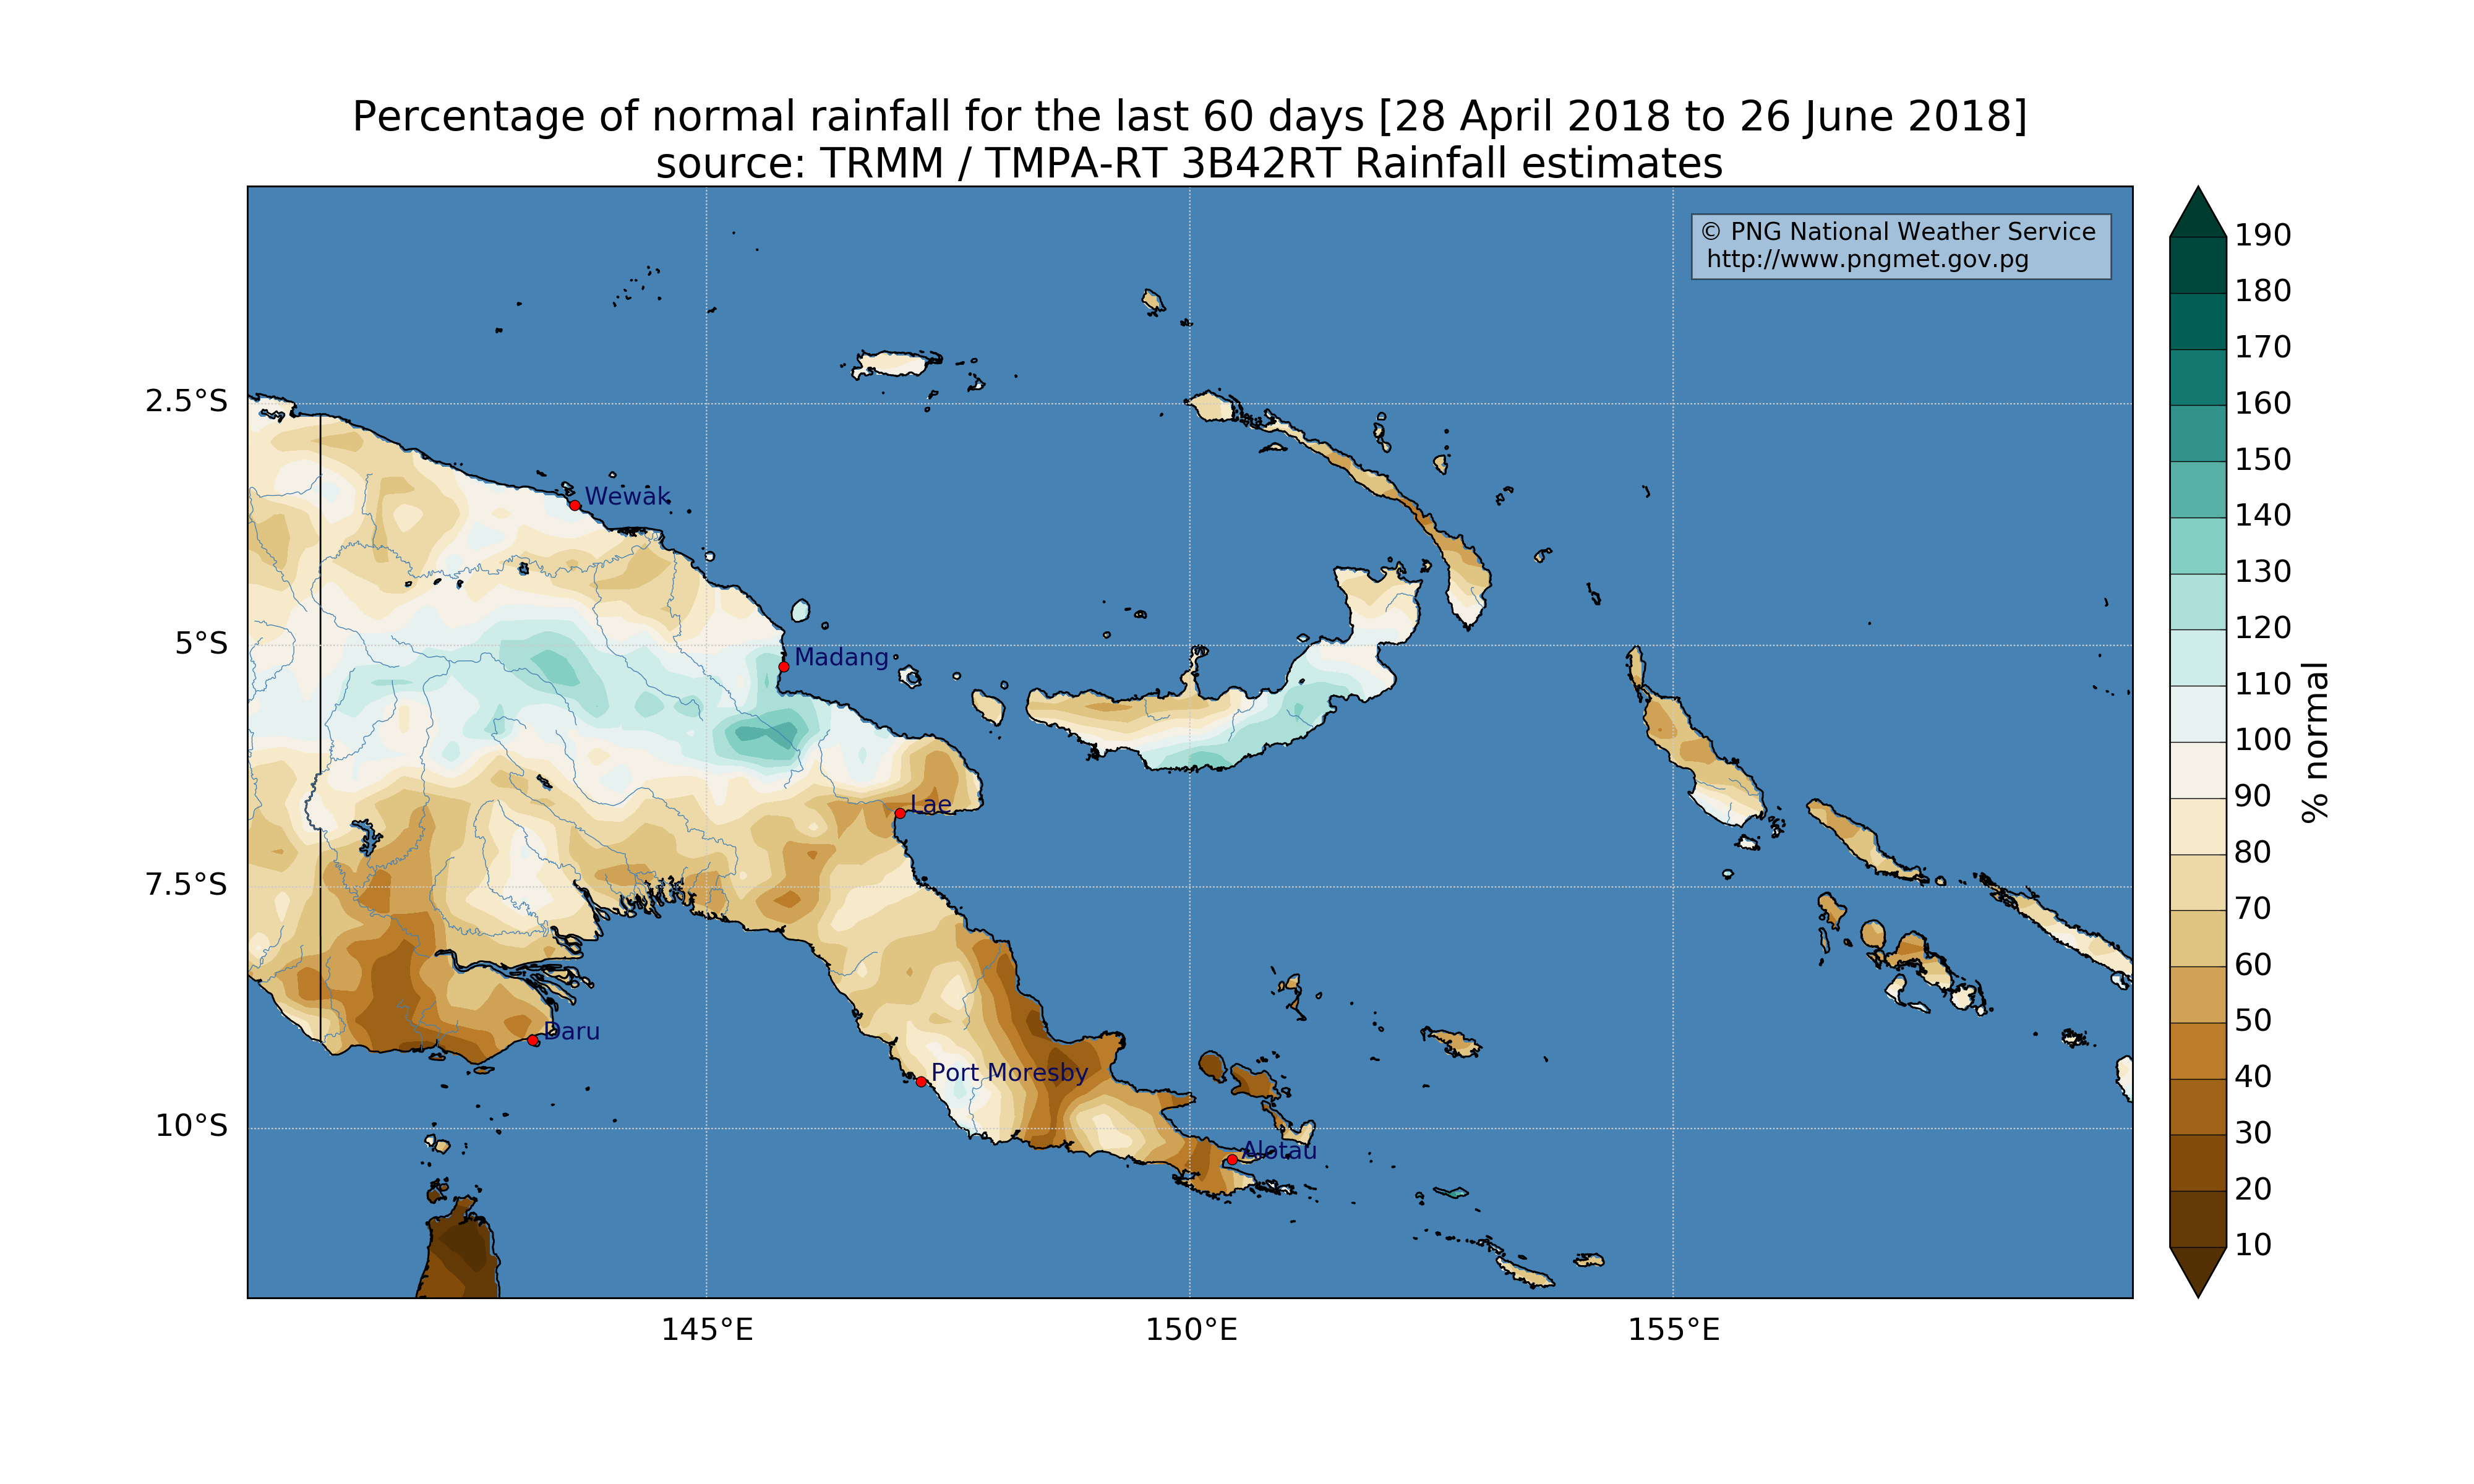 Percentage of normal rainfall for the last 60 days [28 April 2018 to 26 June 2018]
source: TRMM / TMPA-RT 3B42RT Rainfall estimates
© PNG National Weather Service
http://www.pngmet.gov.pg
2.5°S
5°S
7.5°S
10°S
Wewak
Madang
Lae
Daru
Port Moresby
Alotau
145°E
150°E
155°E
190
180
170
160
150
140
130
120
110
100
90
80
70
60
50
40
30
20
10
% normal